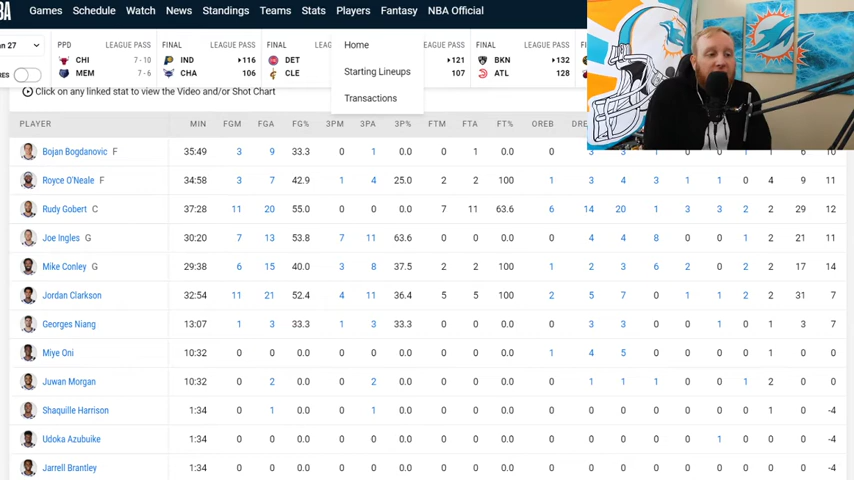 BA Games Schedule Watch News Standings Teams Stats Players Fantasy NBA Official
n 27 PPD LEAGUE PASS FINAL LEAGUE PASS FINAL LEAG Home FINAL LEAGUE PASS FINAL
CHI 7 - 10 IND 116 DET 121 BKN 132
RES MEM 7 - 6 CHA 106 CLE Starting Lineups 107 ATL 128
Transactions
Click on any linked stat to view the Video and/or Shot Chart
PLAYER MIN FGM FGA FG% 3PM 3PA 3P% FTM FTA FT% OREB DRE
Bojan Bogdanovic F 35:49 3 9 33.3 0 1 0.0 0 1 0.0 0 3 3 1 0 0 1 1 6 10
Royce O'Neale F 34:58 3 7 42.9 1 4 25.0 2 2 100 1 3 4 3 1 1 0 4 9 11
Rudy Gobert C 37:28 11 20 55.0 0 0 0.0 7 11 63.6 6 14 20 1 3 3 2 2 29 12
Joe Ingles G 30:20 7 13 53.8 7 11 63.6 0 0 0.0 0 4 4 8 0 0 1 2 21 11
Mike Conley G 29:38 6 15 40.0 3 8 37.5 2 2 100 1 2 3 6 2 0 2 2 17 14
Jordan Clarkson 32:54 11 21 52.4 4 11 36.4 5 5 100 2 5 7 0 1 1 2 2 31 7
Georges Niang 13:07 1 3 33.3 1 3 33.3 0 0 0.0 0 3 3 0 0 0 1 1 3 7
Miye Oni 10:32 0 0 0.0 0 0 0.0 0 0 0.0 1 4 5 0 0 0 0 1 0 0
Juwan Morgan 10:32 0 2 0.0 0 2 0.0 0 0 0.0 0 1 1 1 0 0 1 2 0 0
Shaquille Harrison 1:34 0 1 0.0 0 1 0.0 0 0 0.0 0 0 0 0 0 0 0 1 0 -4
Udoka Azubuike 1:34 0 0 0.0 0 0 0.0 0 0 0.0 0 0 0 0 0 1 0 0 0 -4
Jarrell Brantley 1:34 0 0 0.0 0 0 0.0 0 0 0.0 0 0 0 0 0 0 0 0 0 -4